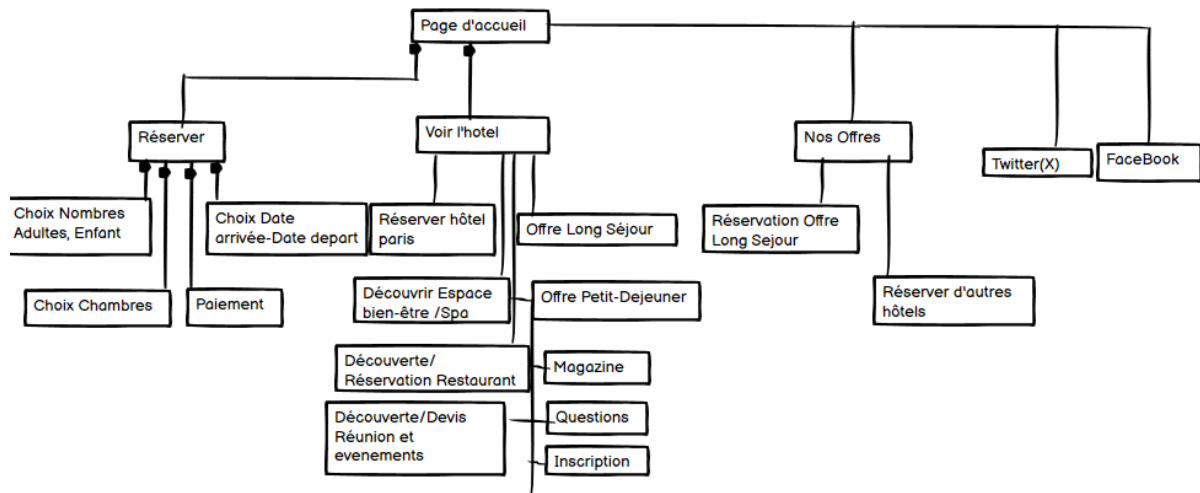 Page d'accueil
Réserver
Voir l'hotel
Nos Offres
Twitter(X)
FaceBook
Choix Nombres
Adultes, Enfant
Choix Date
arrivée-Date depart
Réserver hôtel
paris
Offre Long Séjour
Réservation Offre
Long Sejour
Choix Chambres
Paiement
Découvrir Espace
bien-être /Spa
Offre Petit-Dejeuner
Réserver d'autres
hôtels
Découverte/
Réservation Restaurant
Magazine
Découverte/Devis
Réunion et
evenements
Questions
Inscription